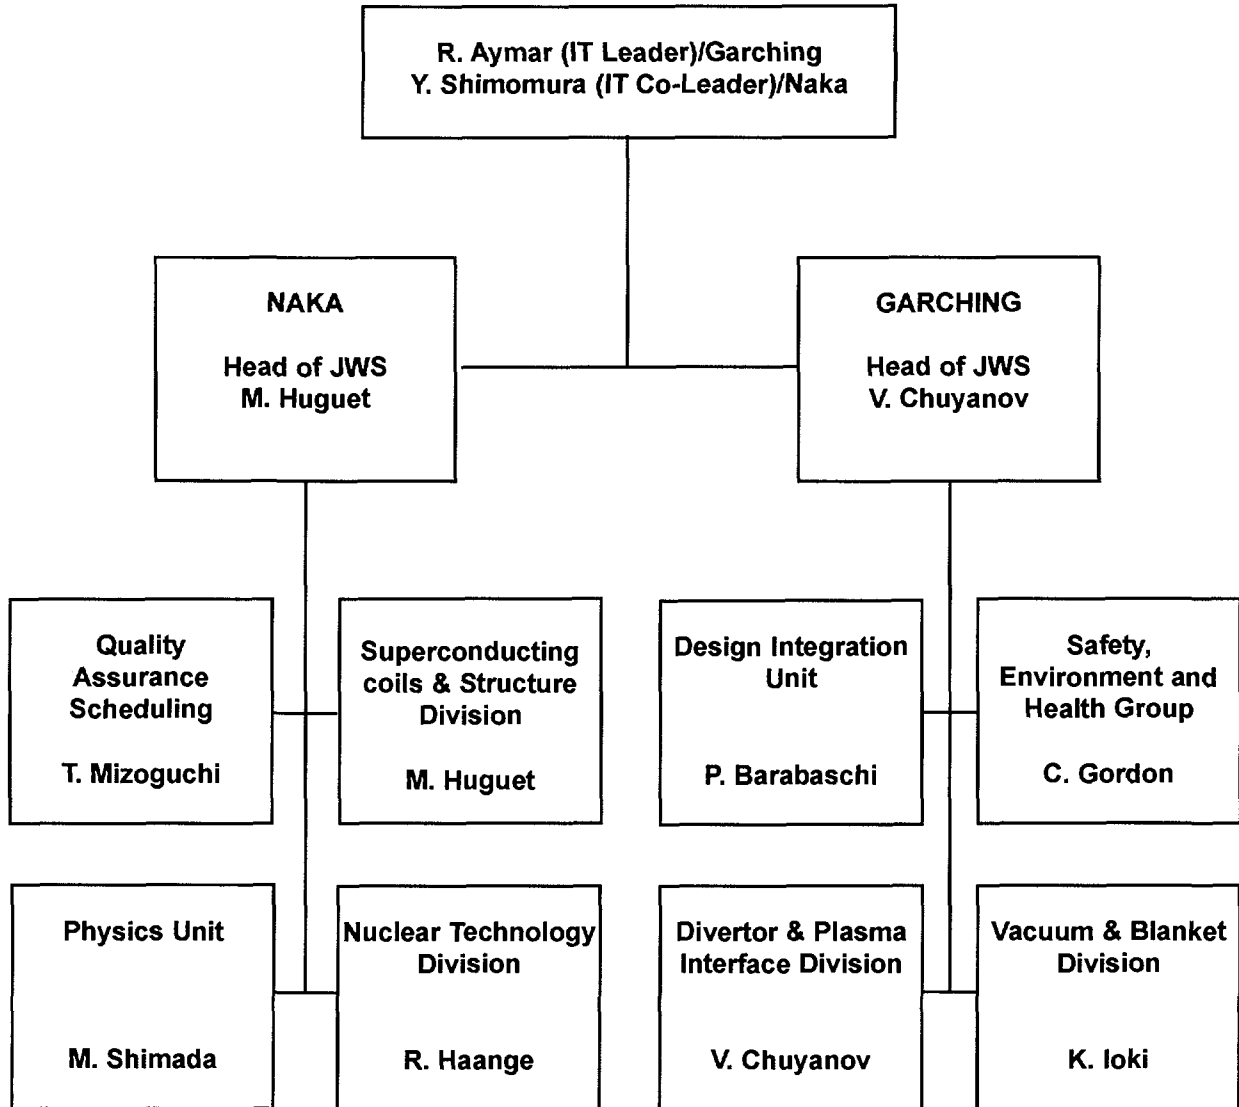 R. Aymar (IT Leader)/Garching
Y. Shimomura (IT Co-Leader)/Naka
NAKA
Head of JWS
M. Huguet
GARCHING
Head of JWS
V. Chuyanov
Quality
Assurance
Scheduling
T. Mizoguchi
Superconducting
coils & Structure
Division
M. Huguet
Design Integration
Unit
P. Barabaschi
Safety,
Environment and
Health Group
C. Gordon
Physics Unit
M. Shimada
Nuclear Technology
Division
R. Haange
Divertor & Plasma
Interface Division
V. Chuyanov
Vacuum & Blanket
Division
K. Ioki